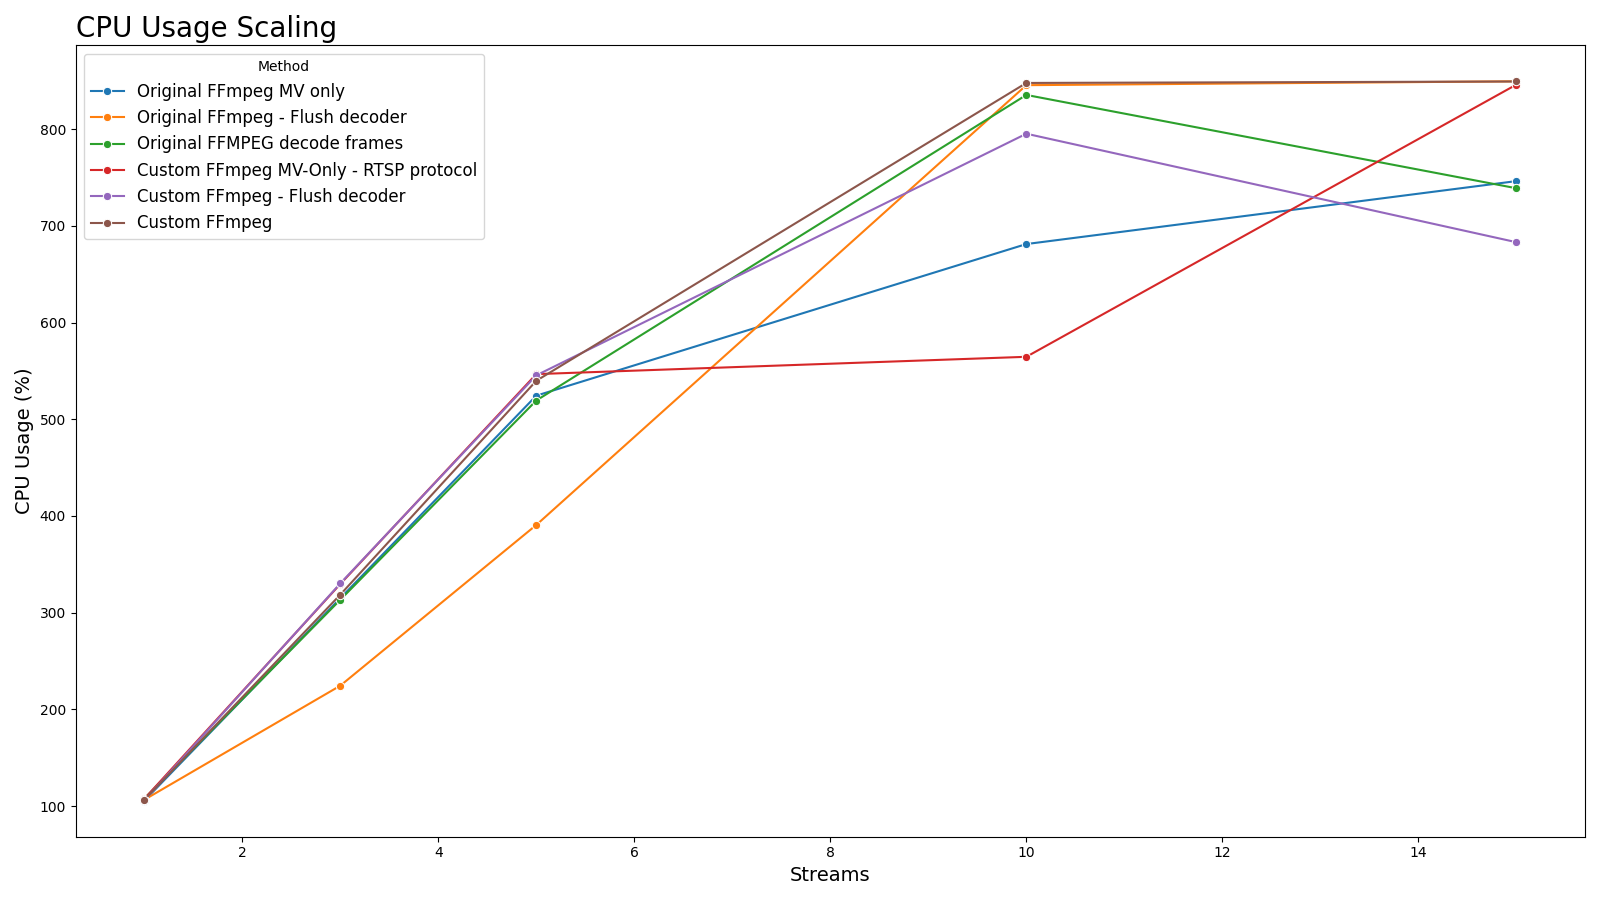 CPU Usage Scaling
Method
Original FFmpeg MV only
Original FFmpeg - Flush decoder
Original FFMPEG decode frames
Custom FFmpeg MV-Only - RTSP protocol
Custom FFmpeg - Flush decoder
Custom FFmpeg
CPU Usage (%)
800
700
600
500
400
300
200
100
2 4 6 8 10 12 14
Streams